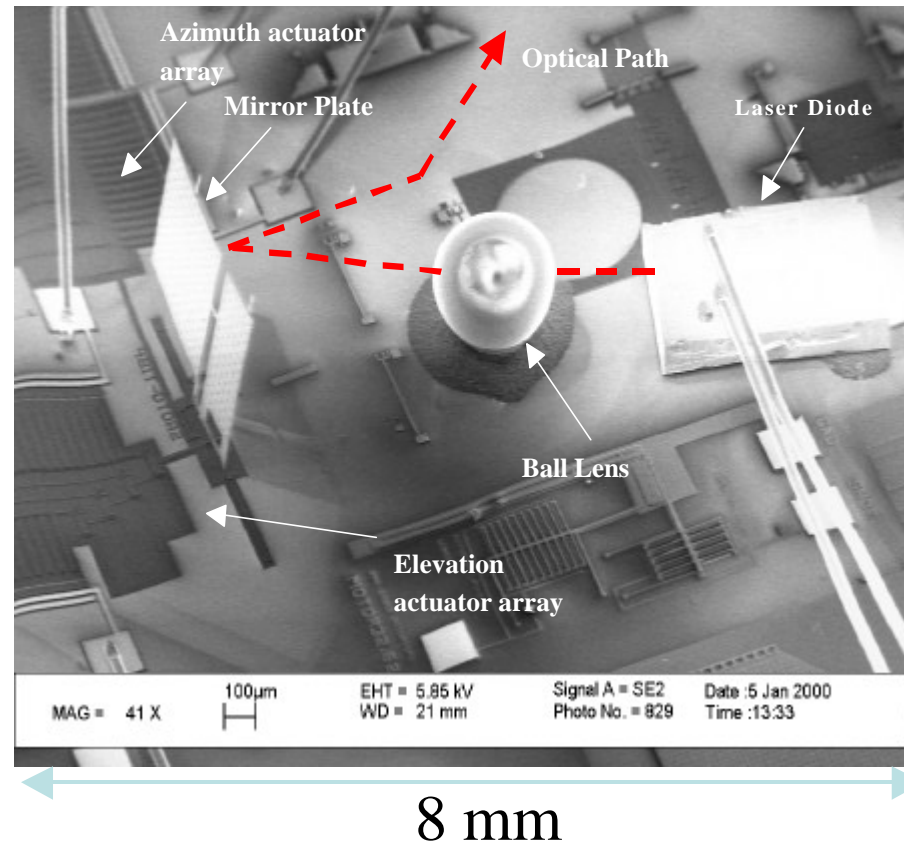 Azimuth actuator
array
Mirror Plate
Optical Path
Laser Diode
Ball Lens
Elevation
actuator array
MAG = 41 X
100µm
EHT = 5.85 kV
WD = 21 mm
Signal A = SE2
Photo No. = 829
Date :5 Jan 2000
Time :13:33
8 mm